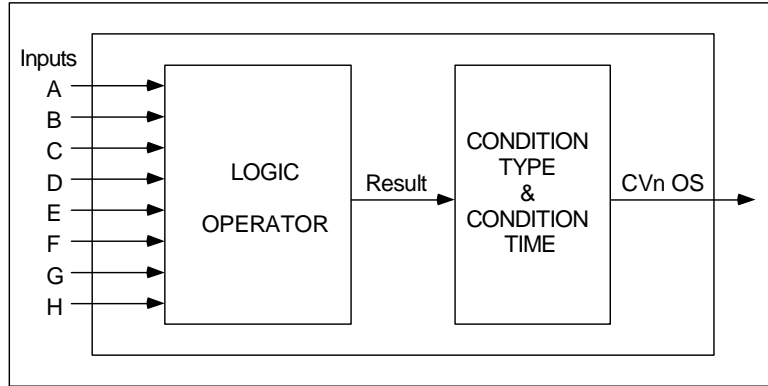 Inputs
A
B
C
D
E
F
G
H
LOGIC
OPERATOR
Result
CONDITION
TYPE
&
CONDITION
TIME
CVn OS